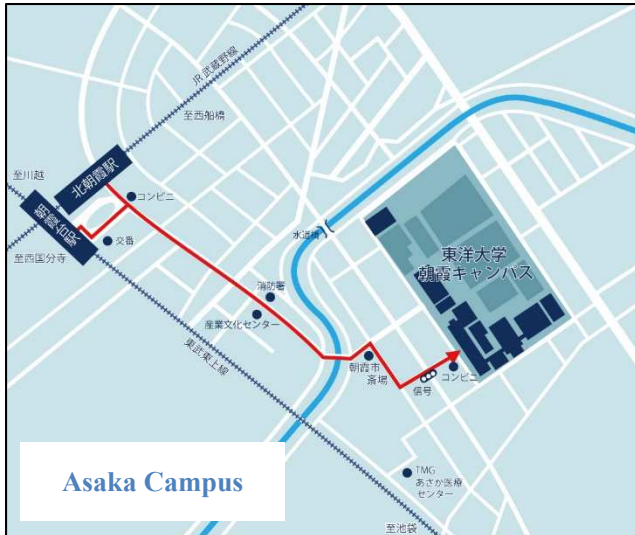 JR 武蔵野線
至西船橋
至川越
北朝霞駅
コンビニ
朝霞台駅
交番
至西国分寺
水道橋
東洋大学
朝霞キャンパス
消防署
産業文化センター
東武東上線
朝霞市
斎場
コンビニ
信号
Asaka Campus
TMG
あさか医療
センター
至池袋